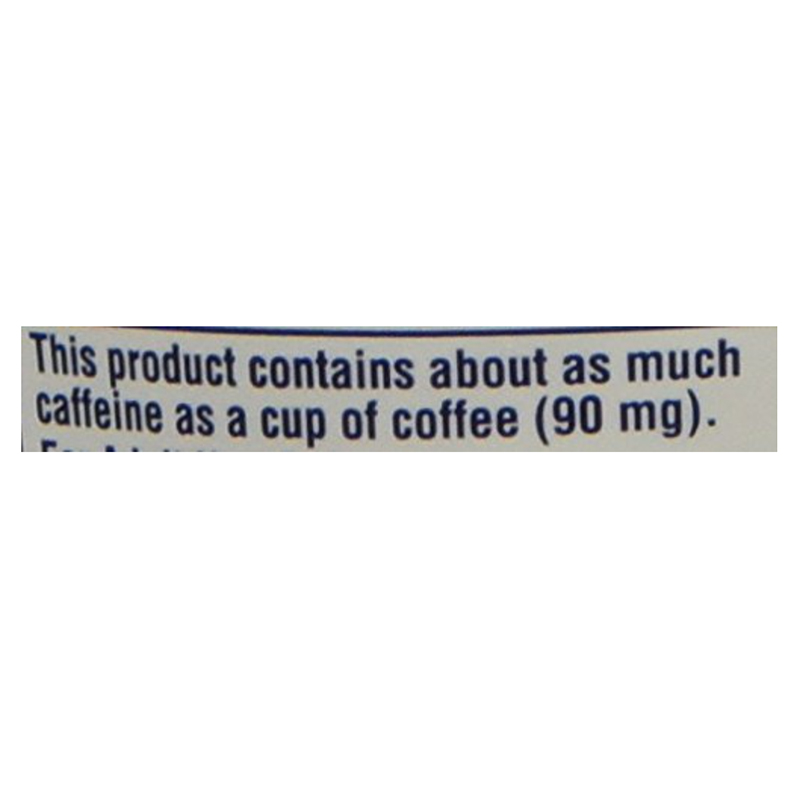 This product contains about as much
caffeine as a cup of coffee (90 mg).